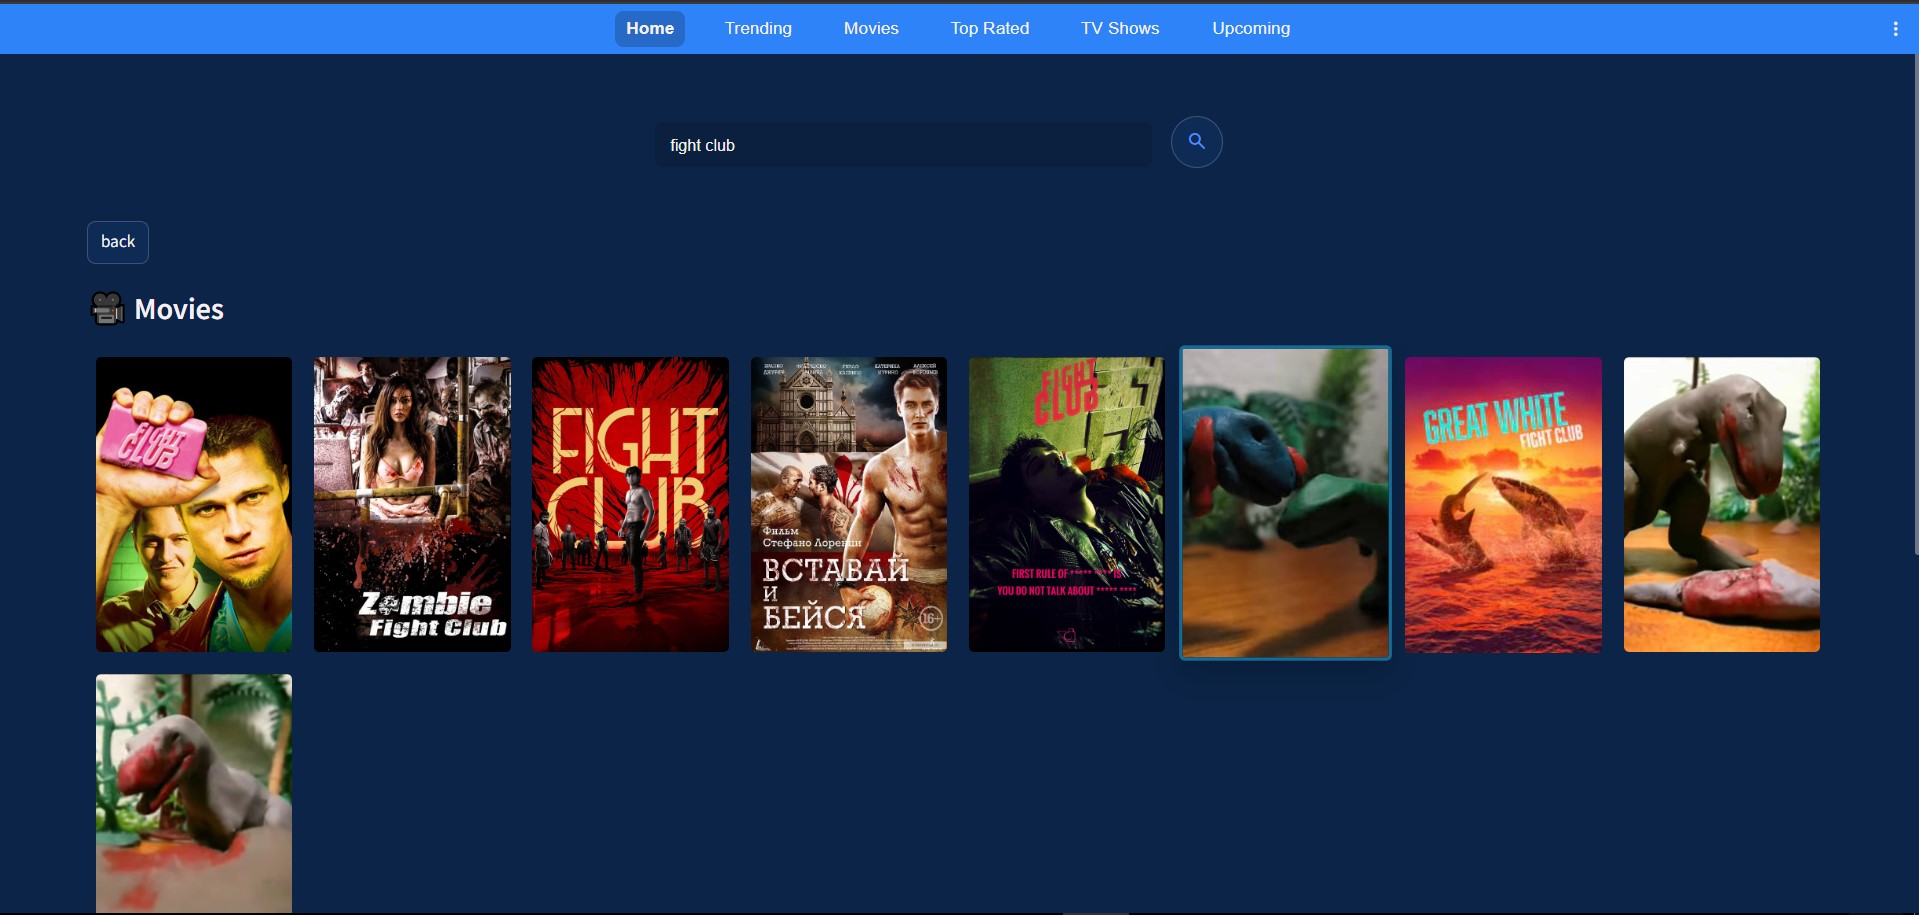 Home
Trending
Movies
Top Rated
TV Shows
Upcoming
fight club
back
Movies
FIGHT
CLUB
Zombie
Fight Club
FIGHT
CLUB
Фильм
Стефано Лоренци
ВСТАВАЙ
И
БЕЙСЯ
16+
FIGHT
CLUB
FIRST RULE OF ***** **** IS
YOU DO NOT TALK ABOUT ***** ****
GREAT WHITE
FIGHT CLUB